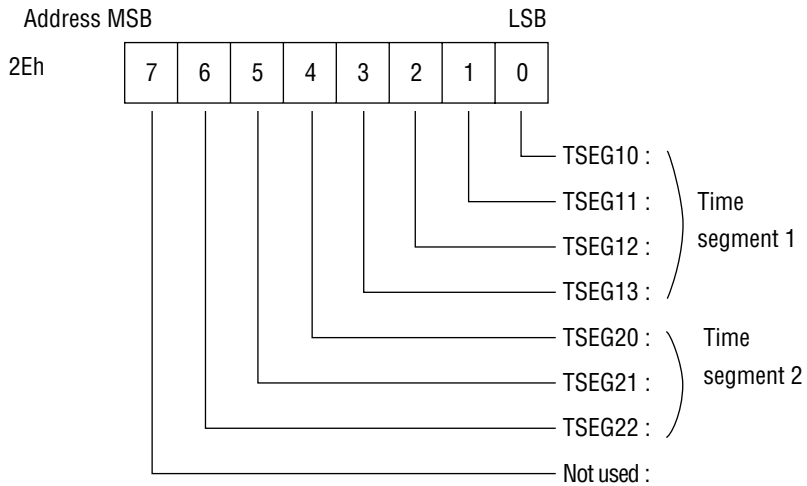 Address MSB LSB
2Eh 7 6 5 4 3 2 1 0
TSEG10 :
TSEG11 : Time
TSEG12 : segment 1
TSEG13 :
TSEG20 : Time
TSEG21 : segment 2
TSEG22 :
Not used :